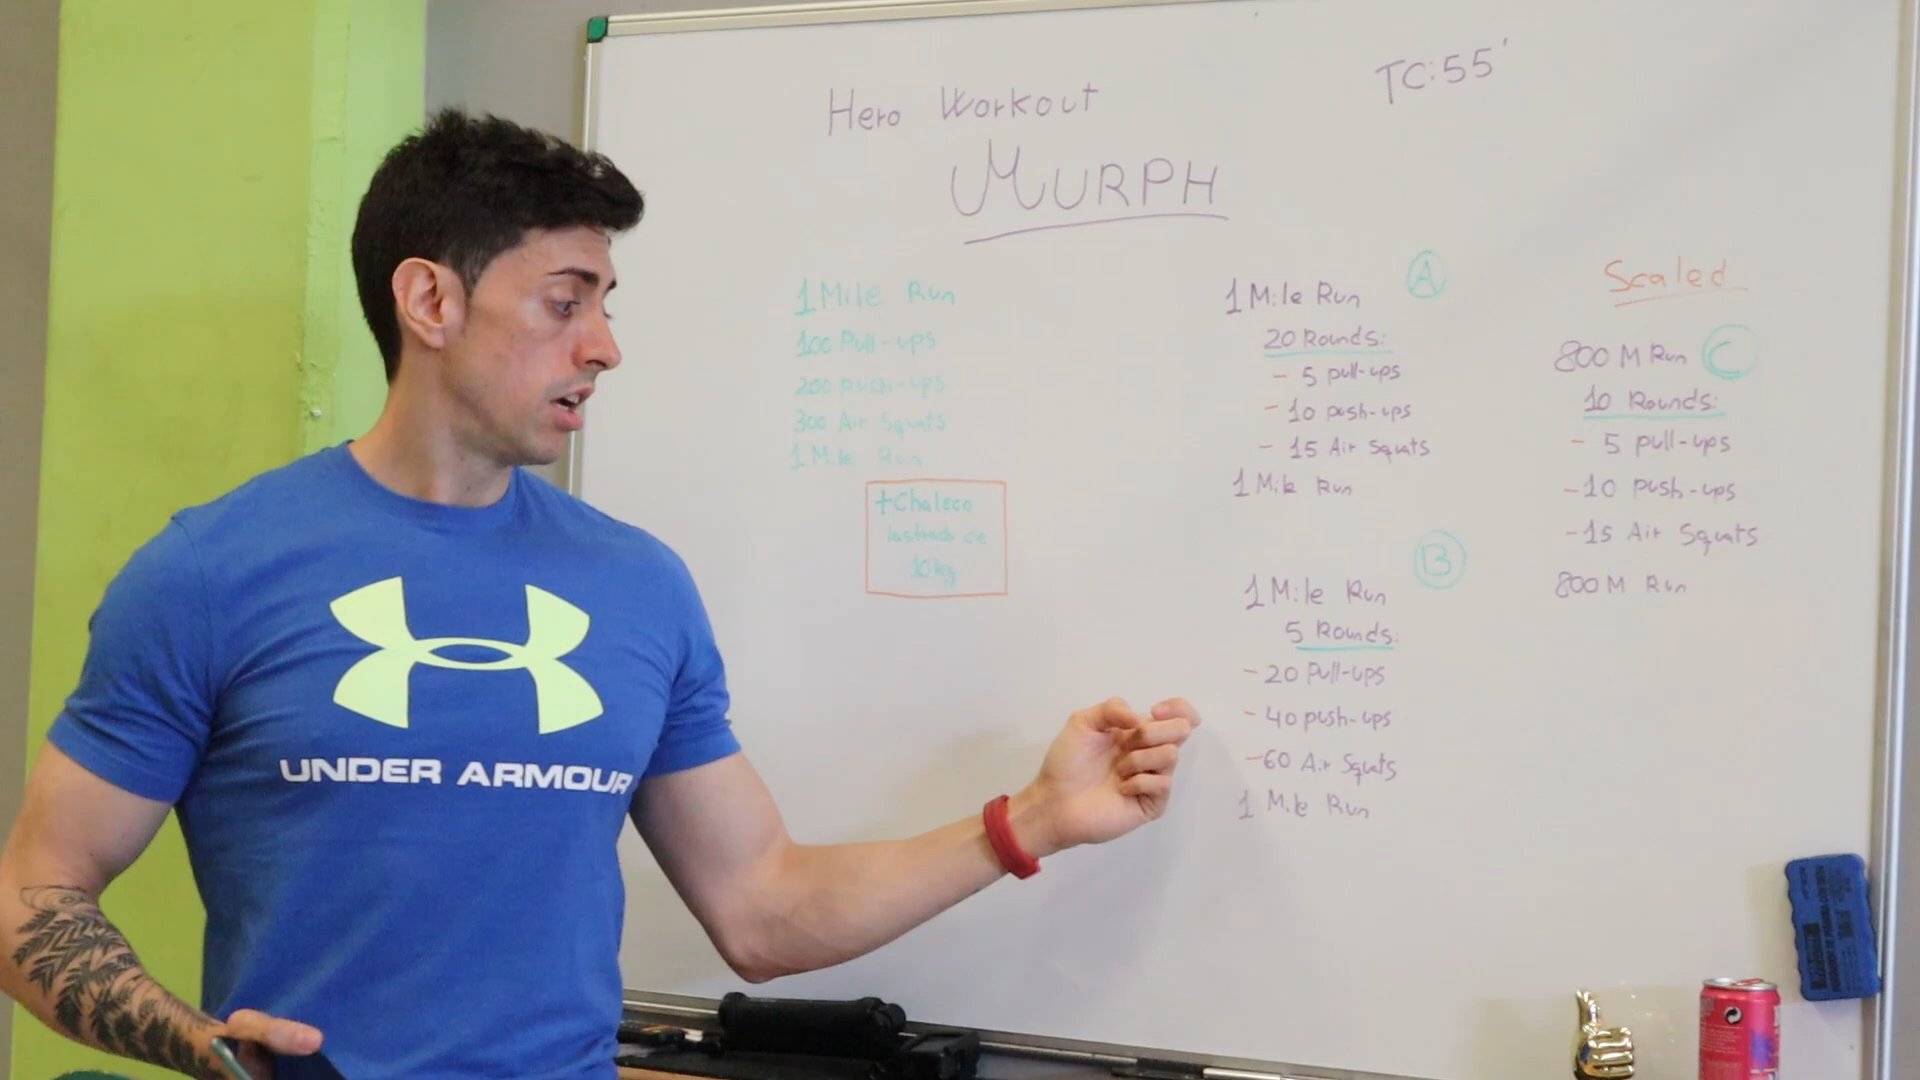 Hero Workout
MURPH
TC:55'
1 Mile Run
100 Pull-ups
200 push-ups
300 Air Squats
1 Mile Run
+Chaleco
lastrado de
10kg
A
1 Mile Run
20 Rounds:
- 5 pull-ups
- 10 push-ups
- 15 Air Squats
1 Mile Run
B
1 Mile Run
5 Rounds:
- 20 Pull-ups
- 40 push-ups
- 60 Air Squats
1 Mile Run
Scaled
800 M Run C
10 Rounds:
- 5 pull-ups
- 10 push-ups
- 15 Air Squats
800 M Run
UNDER ARMOUR